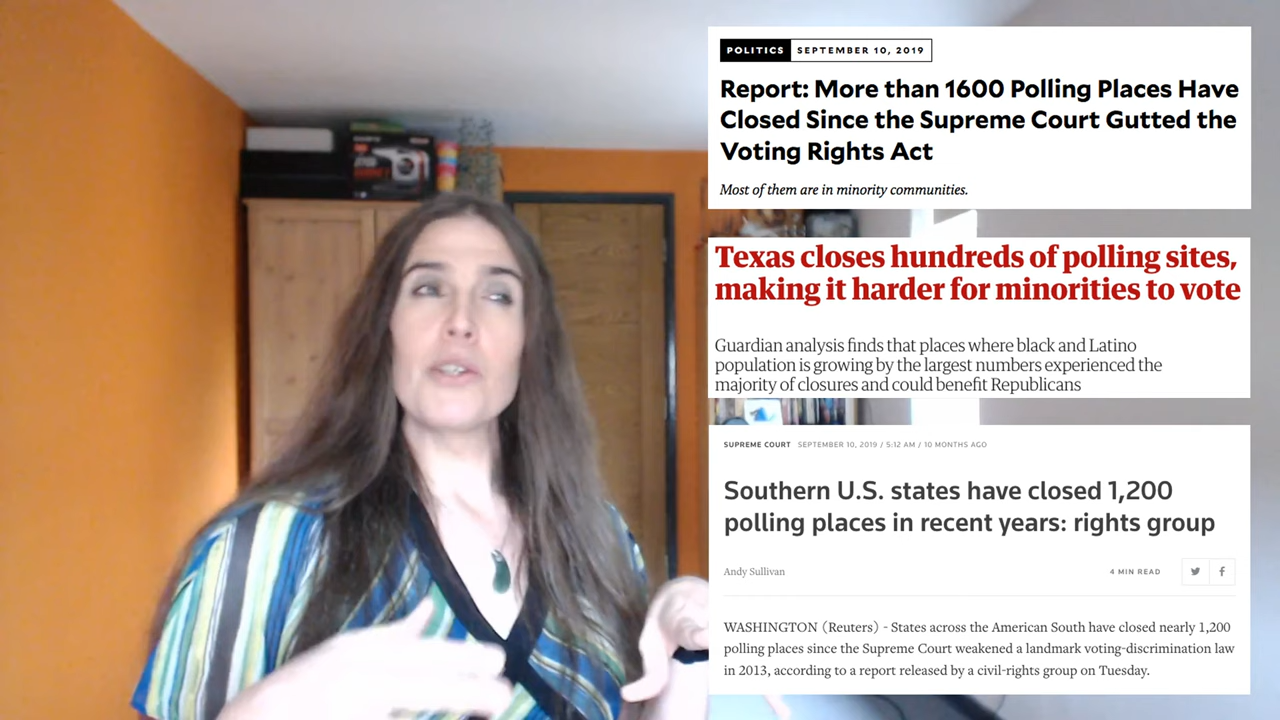 POLITICS SEPTEMBER 10, 2019
Report: More than 1600 Polling Places Have
Closed Since the Supreme Court Gutted the
Voting Rights Act
Most of them are in minority communities.
Texas closes hundreds of polling sites,
making it harder for minorities to vote
Guardian analysis finds that places where black and Latino
population is growing by the largest numbers experienced the
majority of closures and could benefit Republicans
SUPREME COURT SEPTEMBER 10, 2019 / 5:12 AM / 10 MONTHS AGO
Southern U.S. states have closed 1,200
polling places in recent years: rights group
Andy Sullivan
4 MIN READ
WASHINGTON (Reuters) - States across the American South have closed nearly 1,200
polling places since the Supreme Court weakened a landmark voting-discrimination law
in 2013, according to a report released by a civil-rights group on Tuesday.